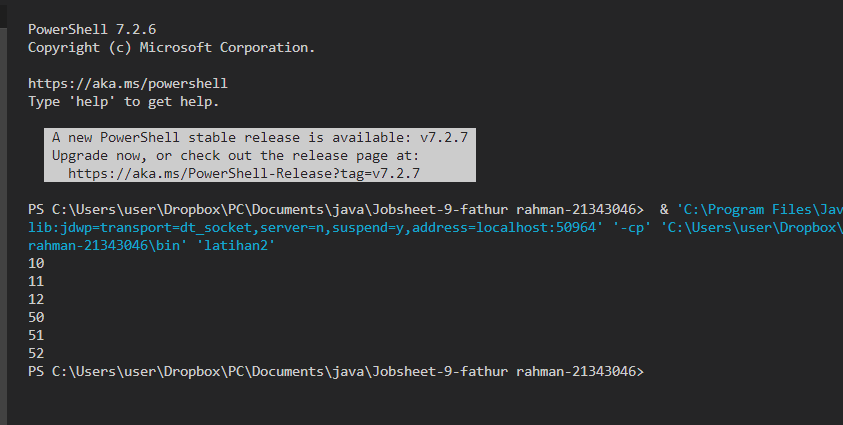 PowerShell 7.2.6
Copyright (c) Microsoft Corporation.
https://aka.ms/powershell
Type 'help' to get help.
A new PowerShell stable release is available: v7.2.7
Upgrade now, or check out the release page at:
https://aka.ms/PowerShell-Release?tag=v7.2.7
PS C:\Users\user\Dropbox\PC\Documents\java\Jobsheet-9-fathur rahman-21343046>  & 'C:\Program Files\Jav
lib:jdwp=transport=dt_socket,server=n,suspend=y,address=localhost:50964' '-cp' 'C:\Users\user\Dropbox\
rahman-21343046\bin' 'latihan2'
10
11
12
50
51
52
PS C:\Users\user\Dropbox\PC\Documents\java\Jobsheet-9-fathur rahman-21343046>